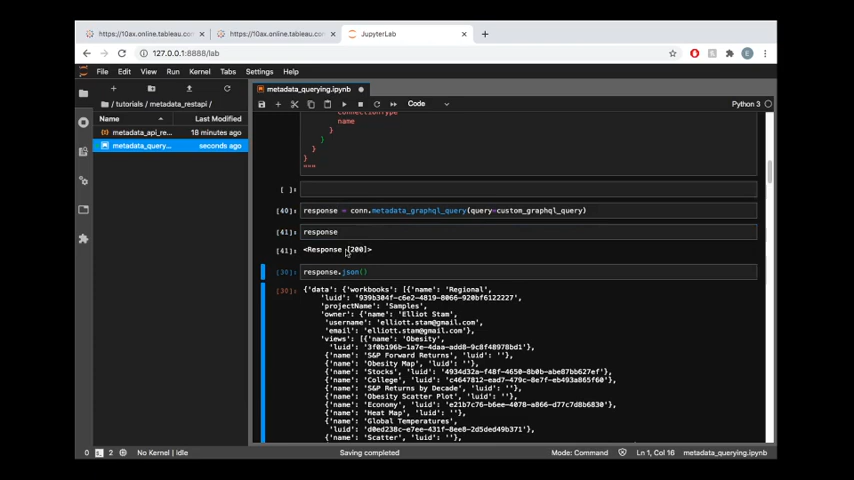 https://10ax.online.tableau.com × https://10ax.online.tableau.com × JupyterLab × +
127.0.0.1:8888/lab E
File Edit View Run Kernel Tabs Settings Help
metadata_querying.ipynb
/ tutorials / metadata_restapi /
Code Python 3
Name Last Modified
metadata_api_re... 18 minutes ago
metadata_query... seconds ago
connectionType
name
}
}
}
}
"""
[ ]:
[40]: response = conn.metadata_graphql_query(query=custom_graphql_query)
[41]: response
[41]: <Response [200]>
[30]: response.json()
[30]: {'data': {'workbooks': [{'name': 'Regional',
'luid': '939b304f-c6e2-4819-8066-920bf6122227',
'projectName': 'Samples',
'owner': {'name': 'Elliot Stam',
'username': 'elliott.stam@gmail.com',
'email': 'elliott.stam@gmail.com'},
'views': [{'name': 'Obesity',
'luid': '3f0b196b-1a7e-4daa-add8-9c8f48978bd1'},
{'name': 'S&P Forward Returns', 'luid': ''},
{'name': 'Obesity Map', 'luid': ''},
{'name': 'Stocks', 'luid': '4934d32a-f48f-4650-8b0b-abe87bb627ef'},
{'name': 'College', 'luid': 'c4647812-ead7-479c-8e7f-eb493a865f60'},
{'name': 'S&P Returns by Decade', 'luid': ''},
{'name': 'Obesity Scatter Plot', 'luid': ''},
{'name': 'Economy', 'luid': 'e21b7c76-b6ee-4078-a866-d77c7d8b6830'},
{'name': 'Heat Map', 'luid': ''},
{'name': 'Global Temperatures',
'luid': 'd0ed238c-e7ee-431f-8ee8-2d5ded49b371'},
{'name': 'Scatter', 'luid': ''},
0 2 No Kernel | Idle Saving completed Mode: Command Ln 1, Col 16 metadata_querying.ipynb